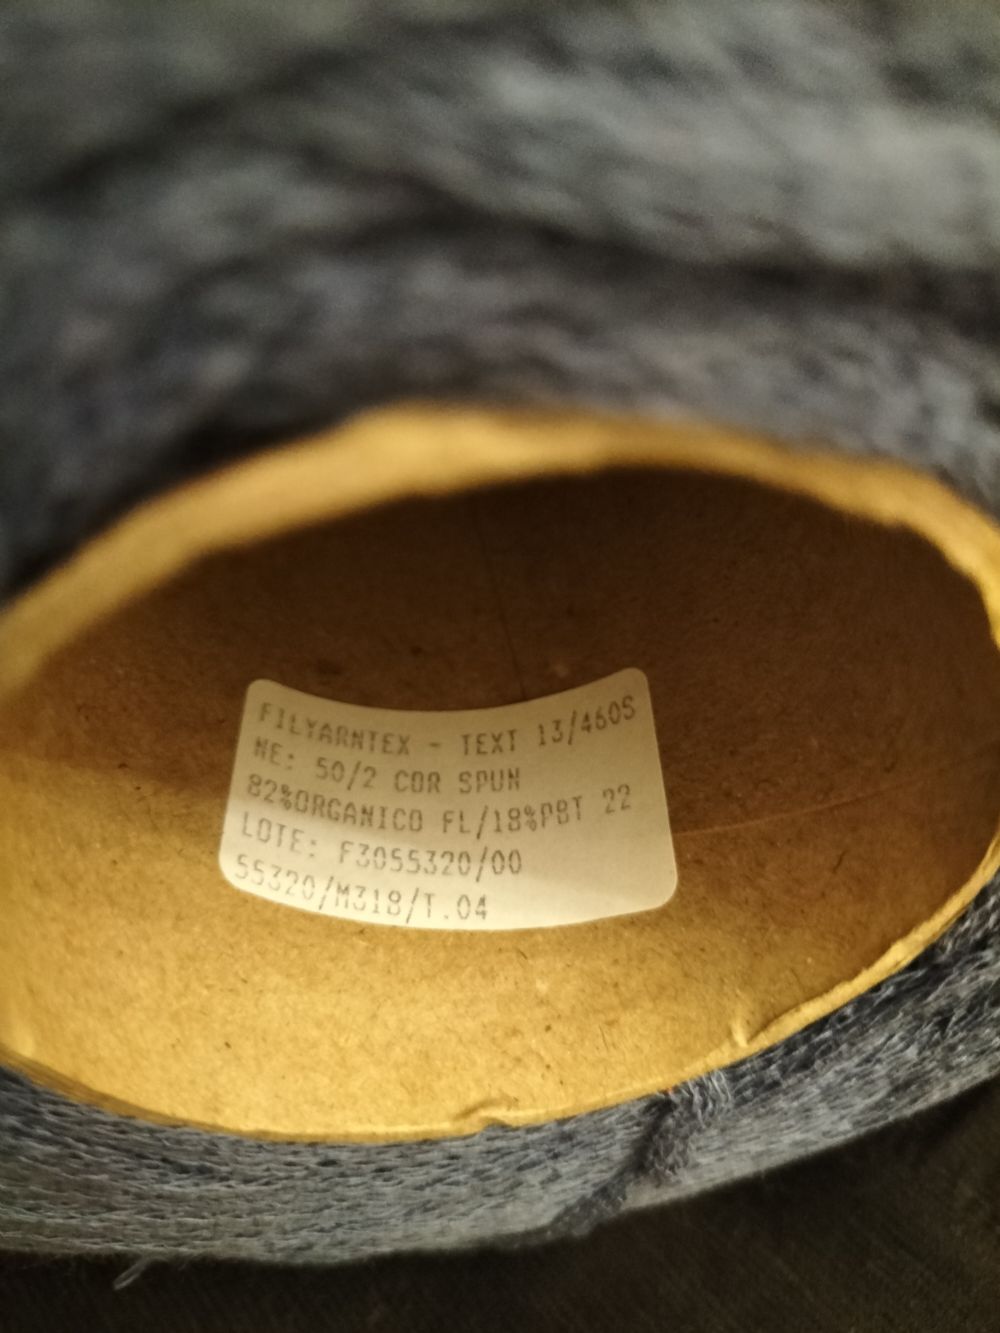 FILYARNTEX - TEXT 13/460S
NE: 50/2 COR SPUN
82%ORGANICO FL/18%PBT 22
LOTE: F3055320/00
55320/M318/T.04